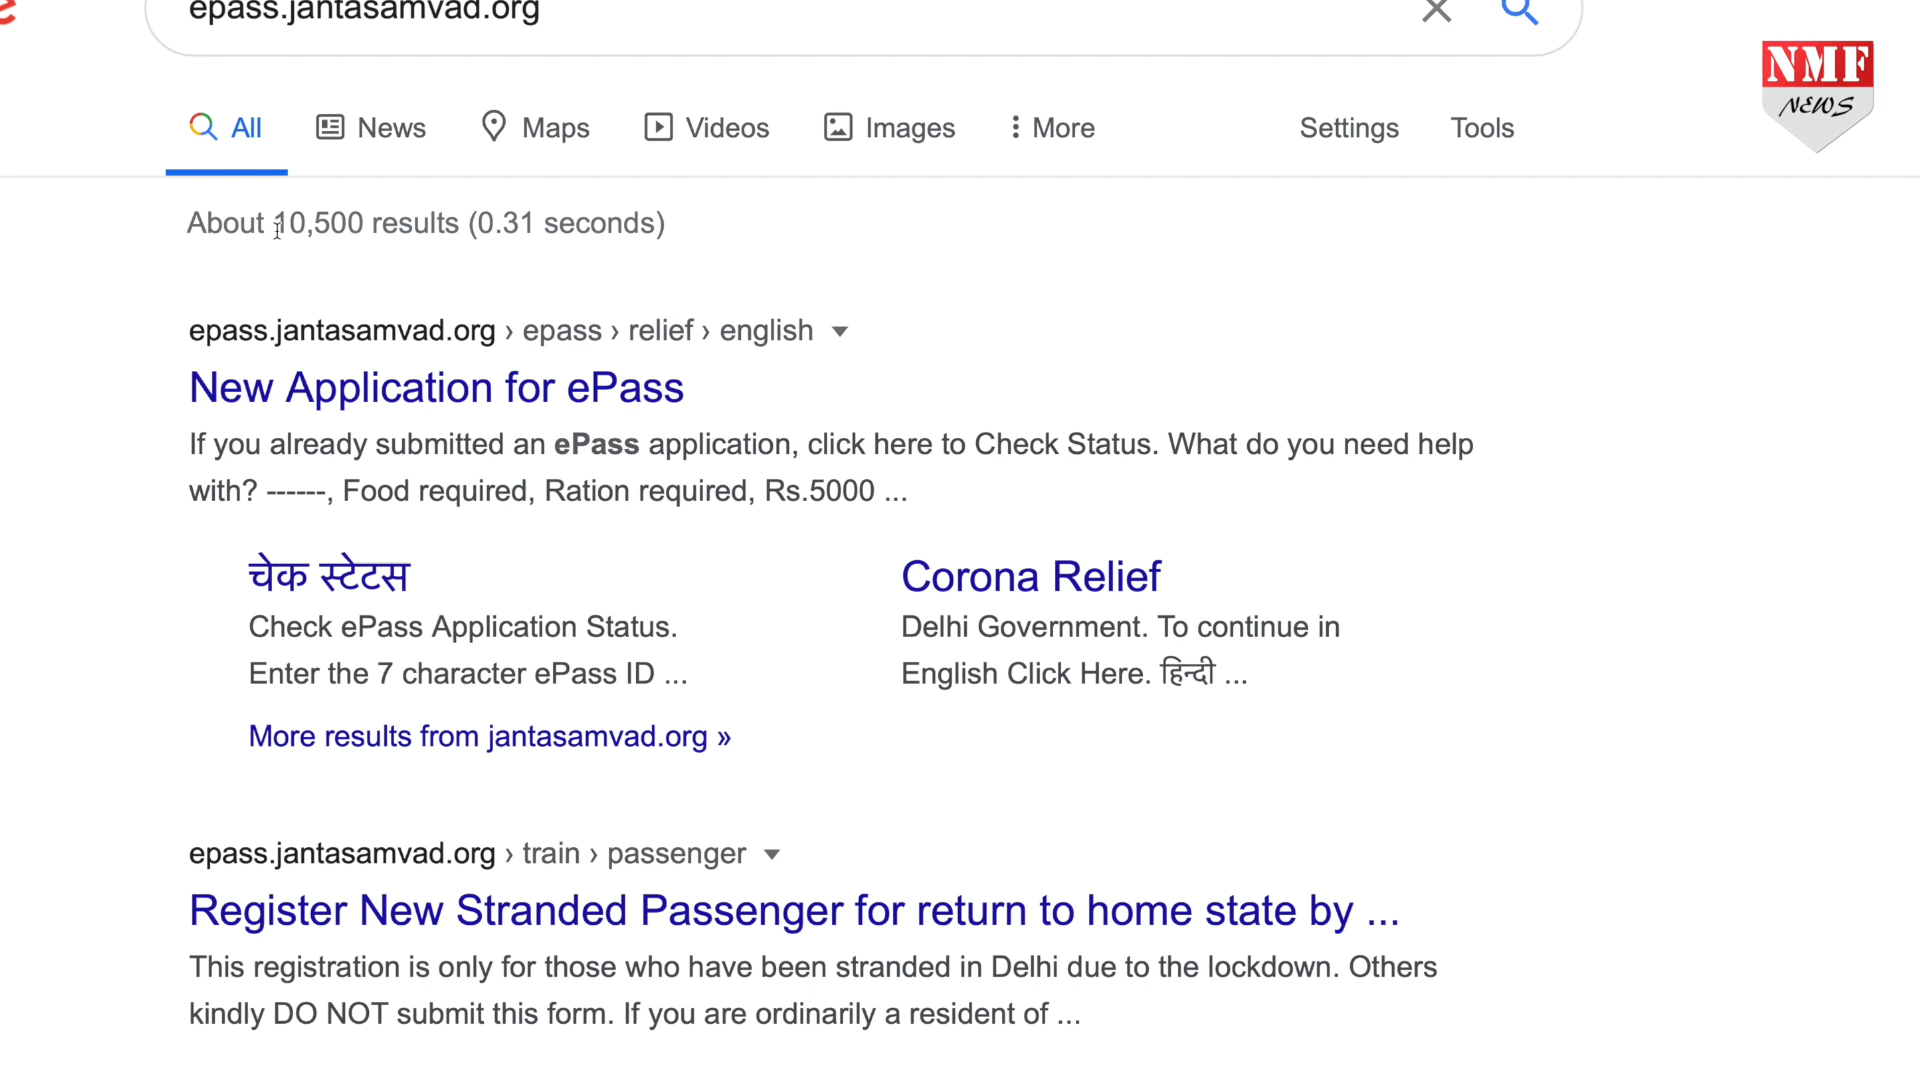 epass.jantasamvad.org
All News Maps Videos Images More Settings Tools
NMF
NEWS
About 10,500 results (0.31 seconds)
epass.jantasamvad.org › epass › relief › english
New Application for ePass
If you already submitted an ePass application, click here to Check Status. What do you need help
with? ------, Food required, Ration required, Rs.5000 ...
चेक स्टेटस
Check ePass Application Status.
Enter the 7 character ePass ID ...
Corona Relief
Delhi Government. To continue in
English Click Here. हिन्दी ...
More results from jantasamvad.org »
epass.jantasamvad.org › train › passenger
Register New Stranded Passenger for return to home state by ...
This registration is only for those who have been stranded in Delhi due to the lockdown. Others
kindly DO NOT submit this form. If you are ordinarily a resident of ...